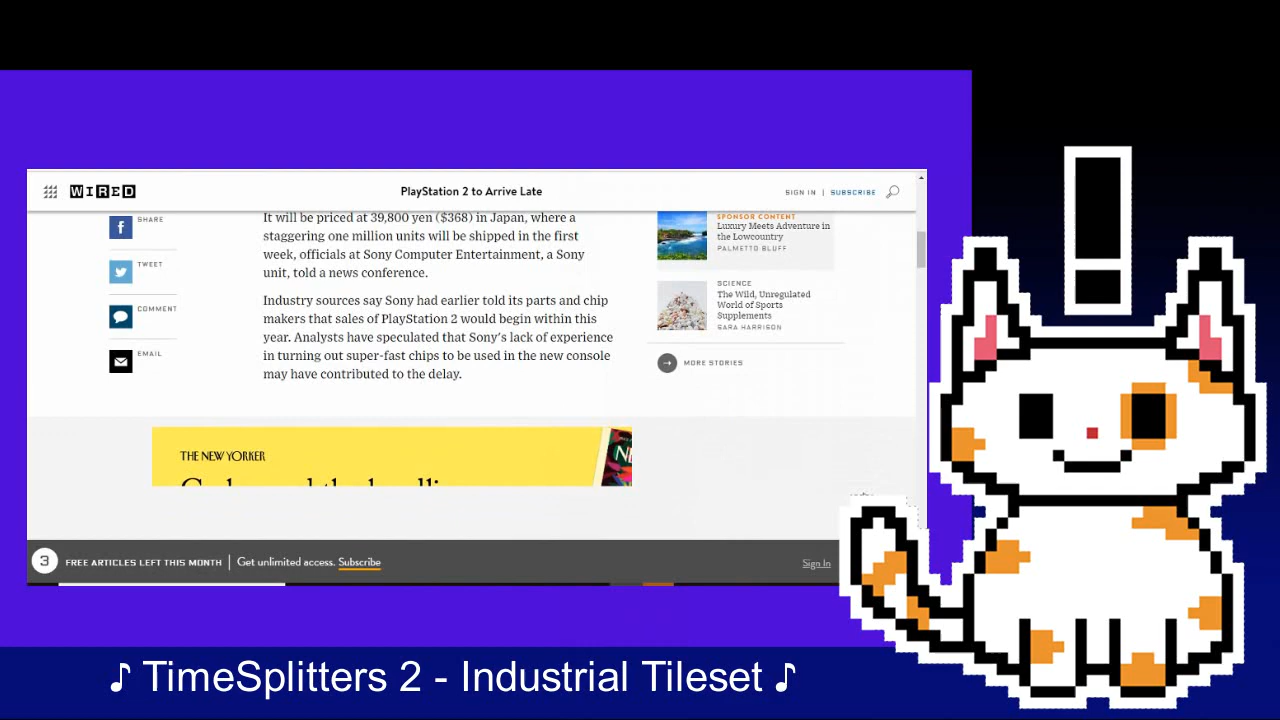 WIRED
PlayStation 2 to Arrive Late
SIGN IN | SUBSCRIBE
SHARE
TWEET
COMMENT
EMAIL
It will be priced at 39,800 yen ($368) in Japan, where a
staggering one million units will be shipped in the first
week, officials at Sony Computer Entertainment, a Sony
unit, told a news conference.
Industry sources say Sony had earlier told its parts and chip
makers that sales of PlayStation 2 would begin within this
year. Analysts have speculated that Sony's lack of experience
in turning out super-fast chips to be used in the new console
may have contributed to the delay.
SPONSOR CONTENT
Luxury Meets Adventure in
the Lowcountry
PALMETTO BLUFF
SCIENCE
The Wild, Unregulated
World of Sports
Supplements
SARA HARRISON
MORE STORIES
THE NEW YORKER
3 FREE ARTICLES LEFT THIS MONTH | Get unlimited access. Subscribe
Sign In
♪ TimeSplitters 2 - Industrial Tileset ♪
!